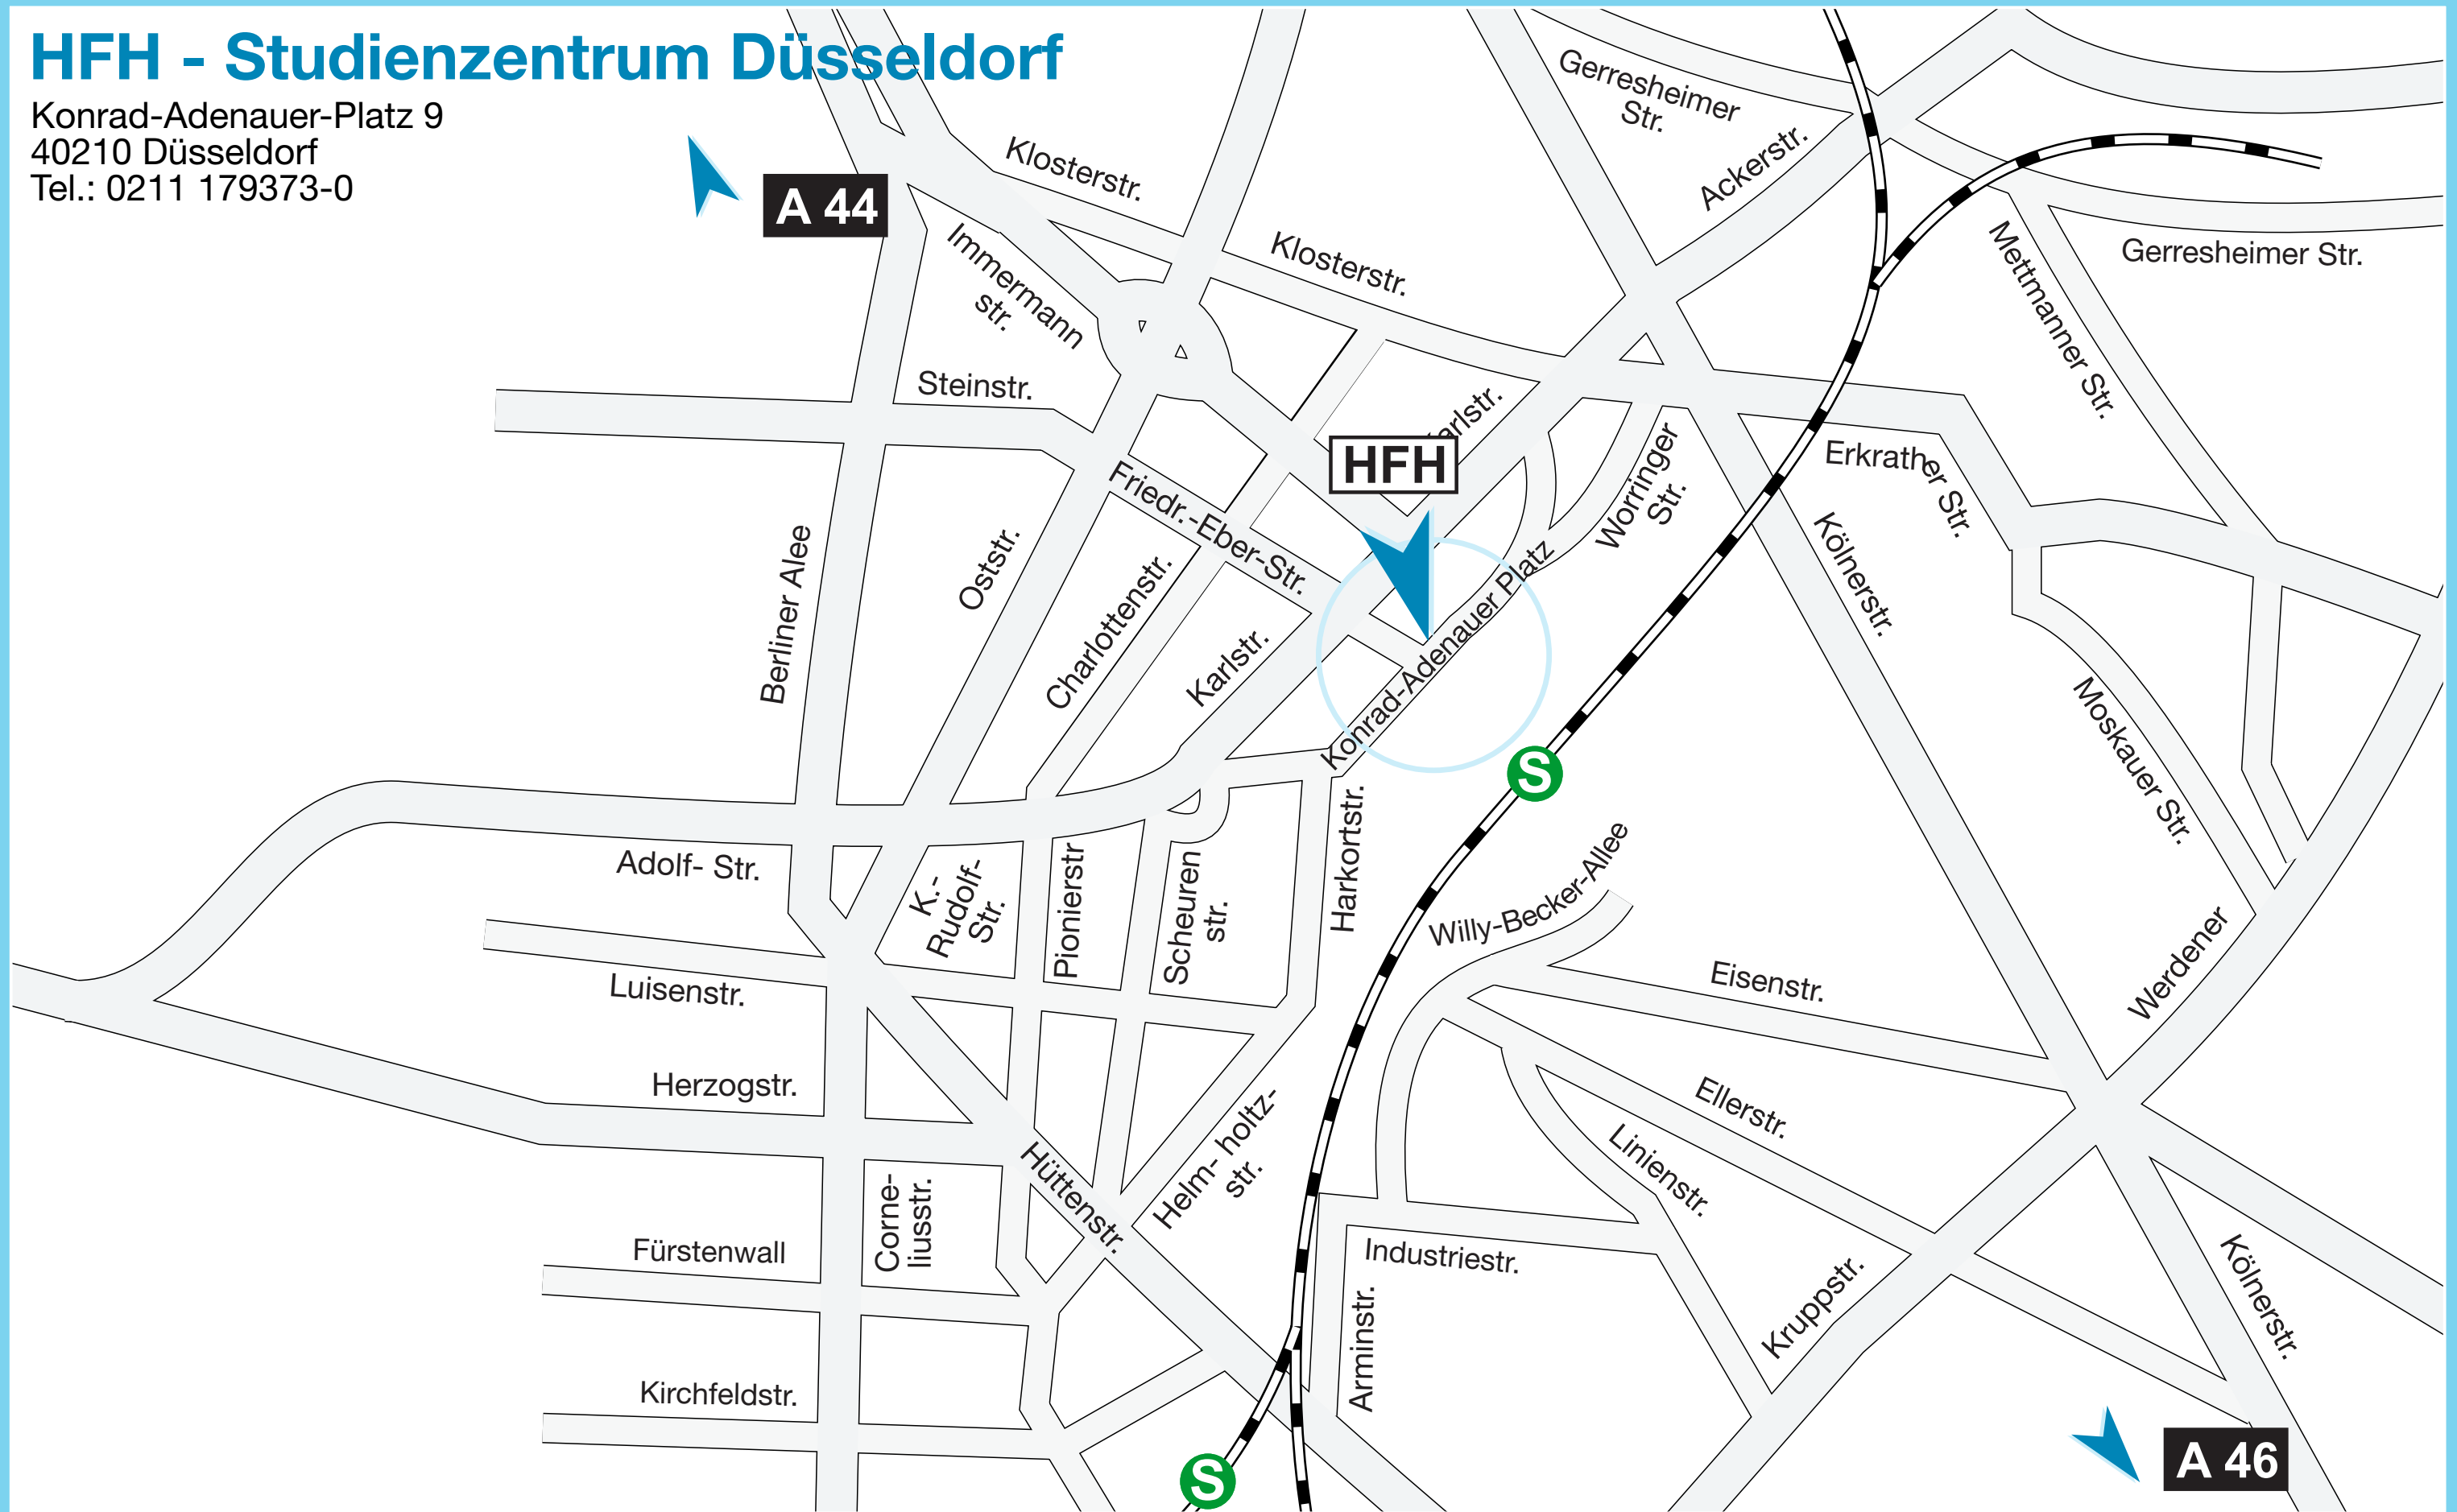 HFH - Studienzentrum Düsseldorf
Konrad-Adenauer-Platz 9
40210 Düsseldorf
Tel.: 0211 179373-0
A 44
Klosterstr.
Klosterstr.
Gerresheimer
Str.
Ackerstr.
Gerresheimer Str.
Mettmanner Str.
Immermann
str.
Steinstr.
Karlstr.
HFH
Worringer
Str.
Erkrather Str.
Kölnerstr.
Friedr.-Eber-Str.
Berliner Alee
Oststr.
Charlottenstr.
Karlstr.
Konrad-Adenauer Platz
Moskauer Str.
S
Adolf- Str.
K.-
Rudolf-
Str.
Pionierstr
Scheuren
str.
Harkortstr.
Willy-Becker-Allee
Eisenstr.
Werdener
Luisenstr.
Herzogstr.
Ellerstr.
Linienstr.
Helm- holtz-
str.
Hüttenstr.
Corne-
liusstr.
Fürstenwall
Industriestr.
Arminstr.
Kruppstr.
Kölnerstr.
Kirchfeldstr.
S
A 46